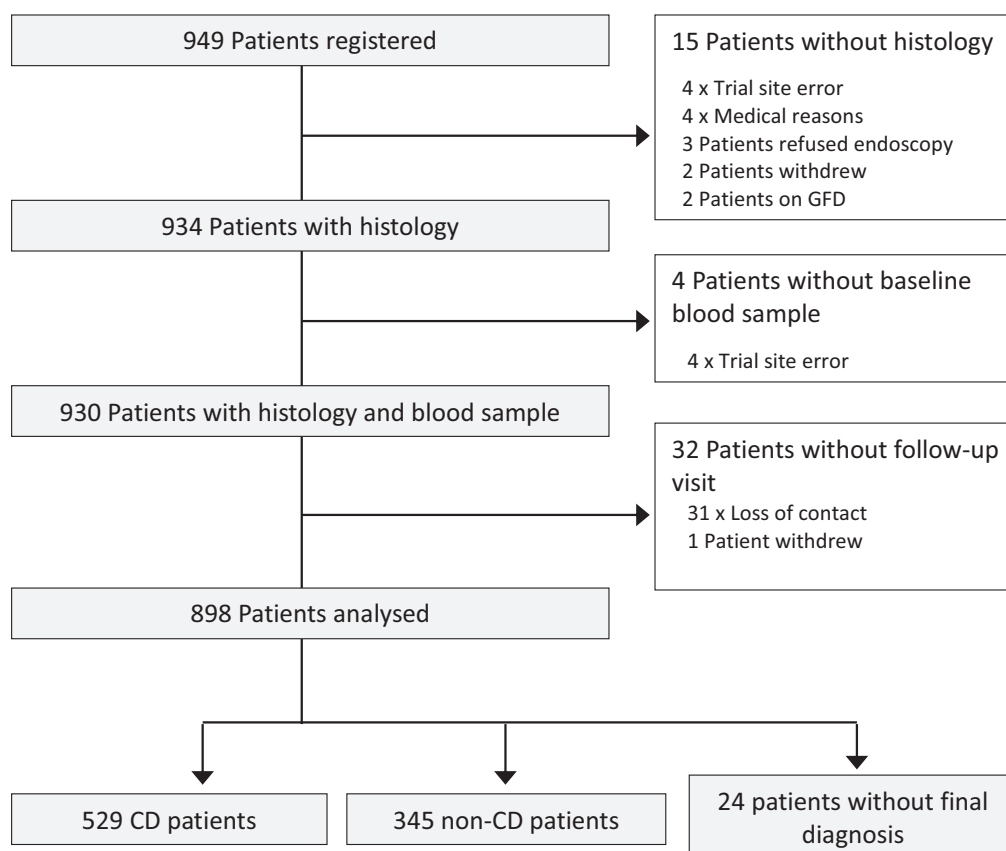 949 Patients registered
15 Patients without histology
4 x Trial site error
4 x Medical reasons
3 Patients refused endoscopy
2 Patients withdrew
2 Patients on GFD
934 Patients with histology
4 Patients without baseline
blood sample
4 x Trial site error
930 Patients with histology and blood sample
32 Patients without follow-up
visit
31 x Loss of contact
1 Patient withdrew
898 Patients analysed
529 CD patients
345 non-CD patients
24 patients without final
diagnosis